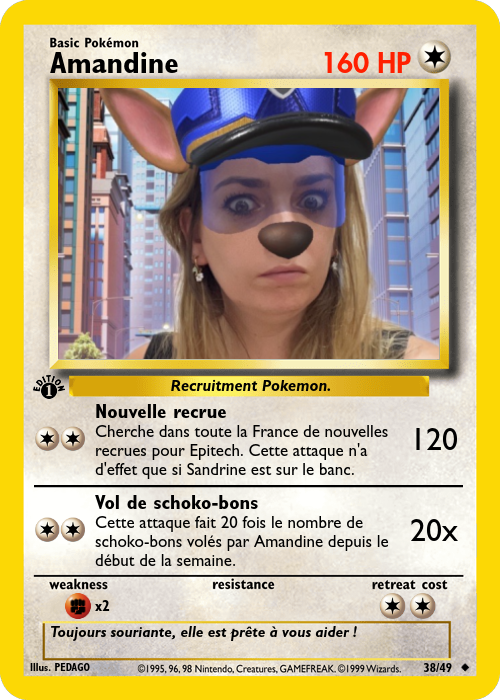 Basic Pokémon
Amandine
160 HP
EDITION
1
Recruitment Pokemon.
Nouvelle recrue
Cherche dans toute la France de nouvelles
recrues pour Epitech. Cette attaque n'a
d'effet que si Sandrine est sur le banc.
120
Vol de schoko-bons
Cette attaque fait 20 fois le nombre de
schoko-bons volés par Amandine depuis le
début de la semaine.
20x
weakness
resistance
retreat cost
x2
Toujours souriante, elle est prête à vous aider !
Illus. PEDAGO
©1995, 96, 98 Nintendo, Creatures, GAMEFREAK. ©1999 Wizards.
38/49